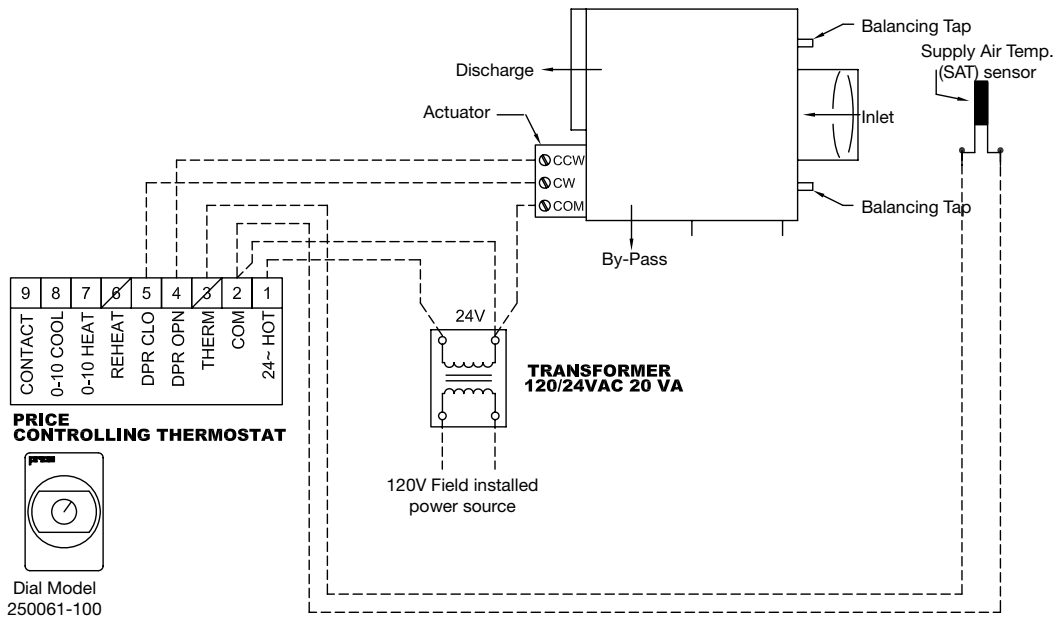 Balancing Tap
Supply Air Temp.
(SAT) sensor
Discharge
Actuator
Inlet
CCW
CW
COM
Balancing Tap
By-Pass
9 8 7 6 5 4 3 2 1
CONTACT
0-10 COOL
0-10 HEAT
REHEAT
DPR CLO
DPR OPN
THERM
COM
24~ HOT
24V
TRANSFORMER
120/24VAC 20 VA
PRICE
CONTROLLING THERMOSTAT
120V Field installed
power source
Dial Model
250061-100